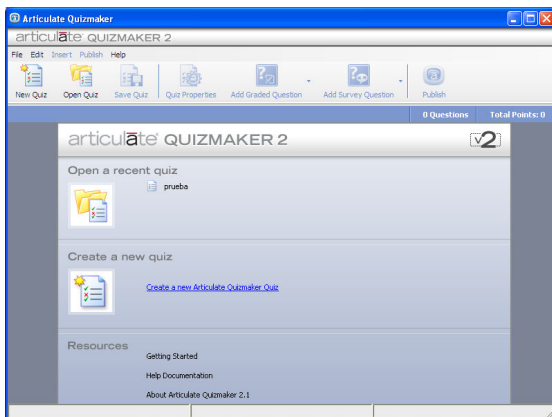 Articulate Quizmaker
articulate QUIZMAKER 2
File Edit Insert Publish Help
New Quiz Open Quiz Save Quiz Quiz Properties Add Graded Question Add Survey Question Publish
0 Questions Total Points: 0
articulate QUIZMAKER 2 v2
Open a recent quiz
prueba
Create a new quiz
Create a new Articulate Quizmaker Quiz
Resources
Getting Started
Help Documentation
About Articulate Quizmaker 2.1